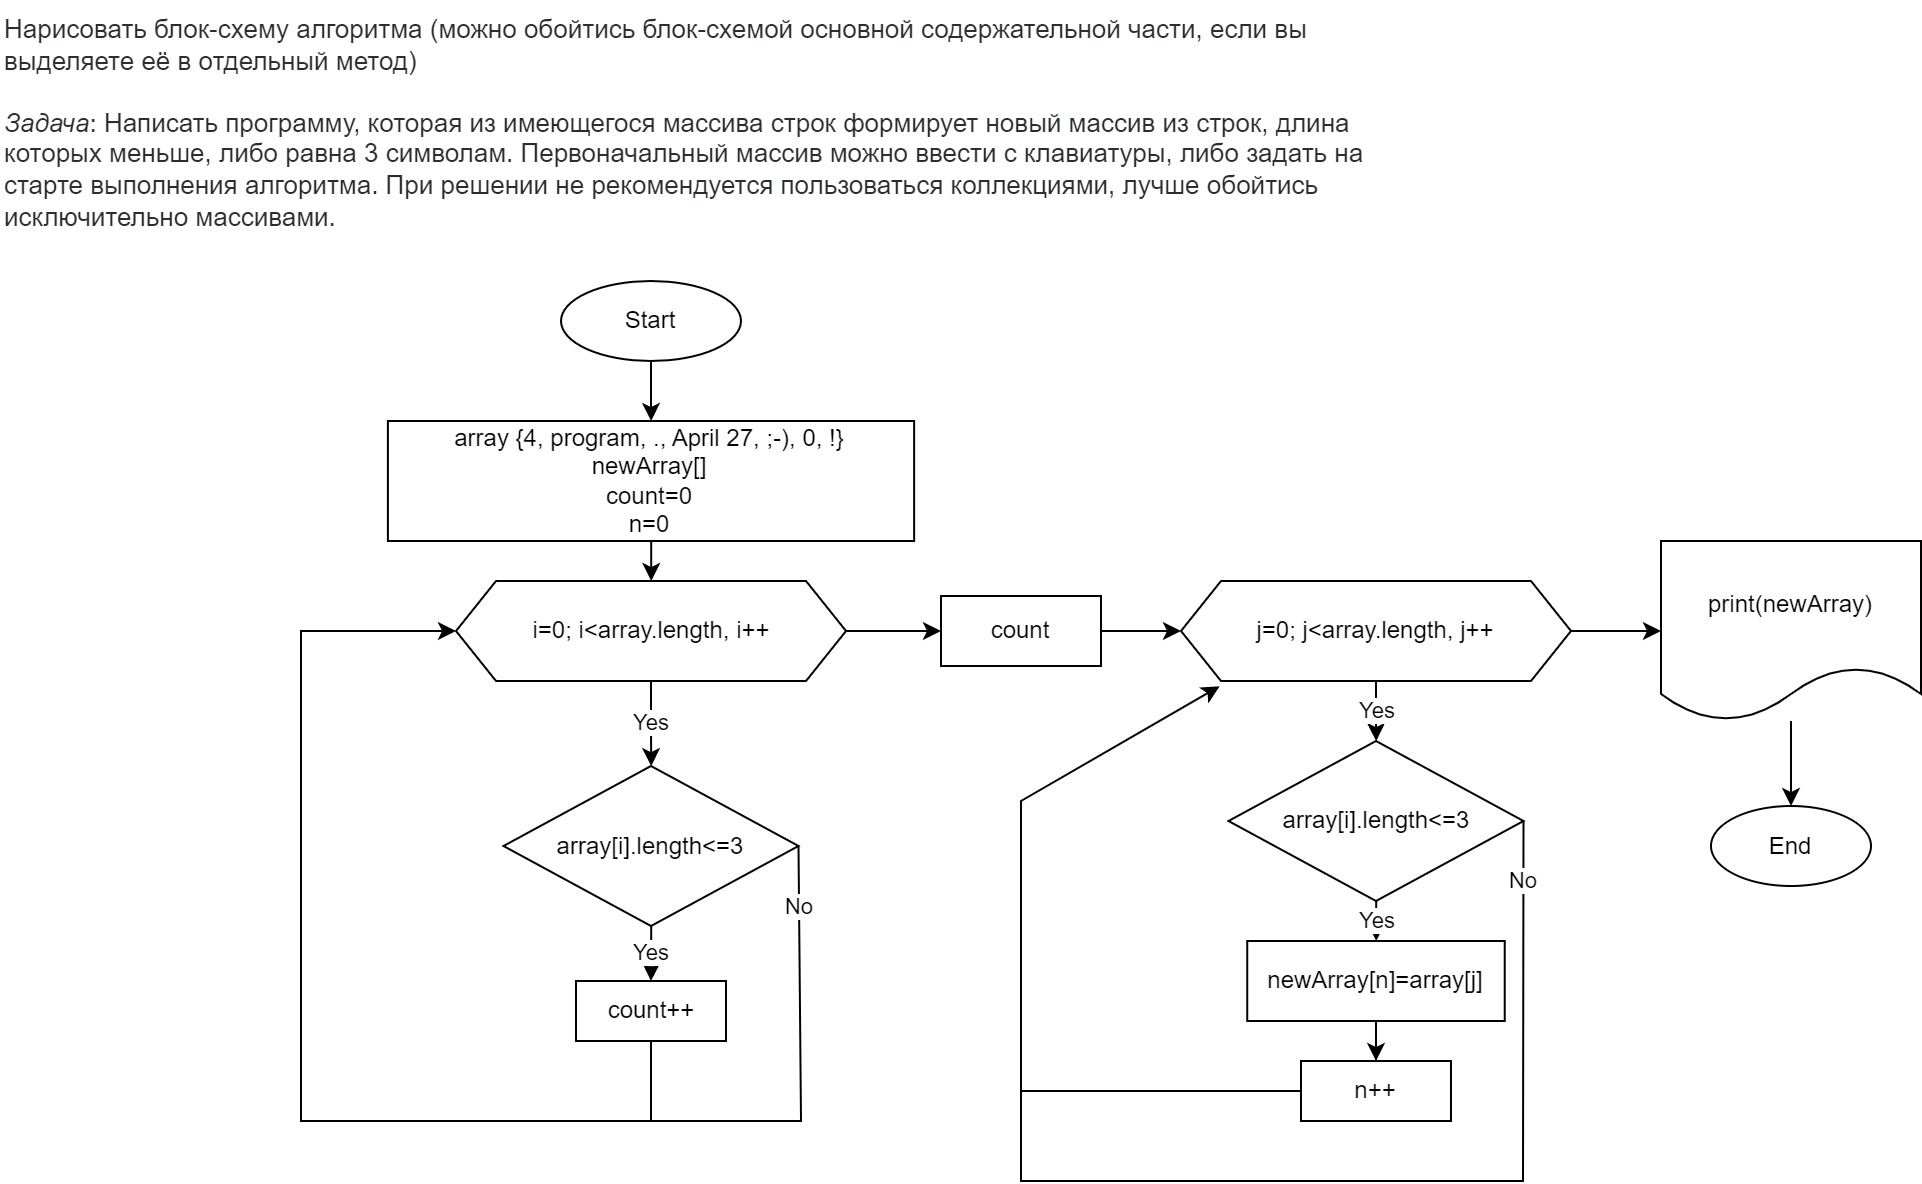 Нарисовать блок-схему алгоритма (можно обойтись блок-схемой основной содержательной части, если вы
выделяете её в отдельный метод)
Задача: Написать программу, которая из имеющегося массива строк формирует новый массив из строк, длина
которых меньше, либо равна 3 символам. Первоначальный массив можно ввести с клавиатуры, либо задать на
старте выполнения алгоритма. При решении не рекомендуется пользоваться коллекциями, лучше обойтись
исключительно массивами.
Start
array {4, program, ., April 27, ;-), 0, !}
newArray[]
count=0
n=0
i=0; i<array.length, i++
count
j=0; j<array.length, j++
print(newArray)
Yes
Yes
array[i].length<=3
array[i].length<=3
End
No
No
Yes
Yes
count++
newArray[n]=array[j]
n++